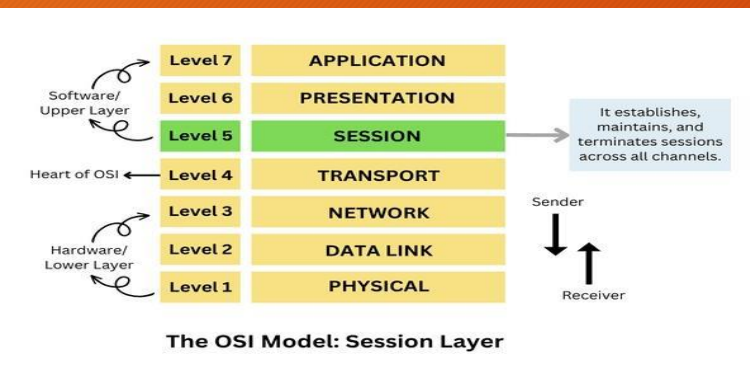 Level 7 APPLICATION
Level 6 PRESENTATION
Software/
Upper Layer
Level 5 SESSION
It establishes,
maintains, and
terminates sessions
across all channels.
Heart of OSI
Level 4 TRANSPORT
Level 3 NETWORK
Sender
Hardware/
Lower Layer
Level 2 DATA LINK
Level 1 PHYSICAL
Receiver
The OSI Model: Session Layer